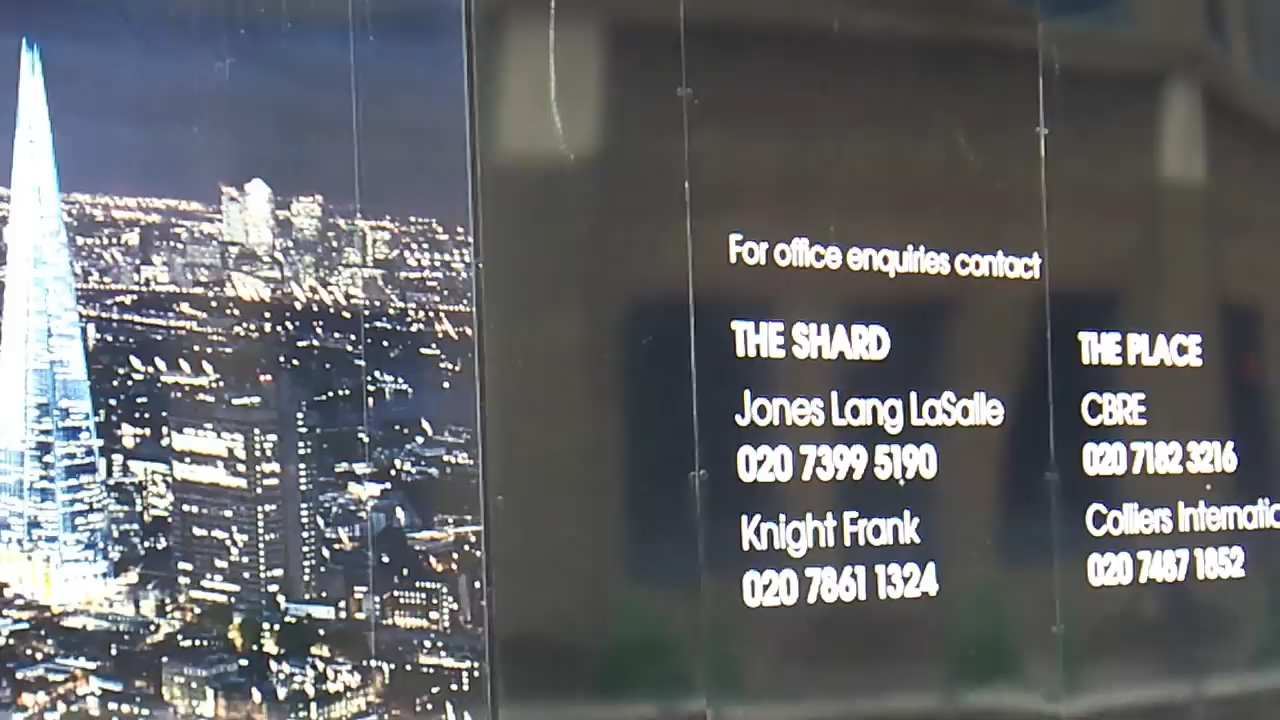 For office enquiries contact
THE SHARD
Jones Lang LaSalle
020 7399 5190
Knight Frank
020 7861 1324
THE PLACE
CBRE
020 7182 3216
Colliers
020 7487 1852